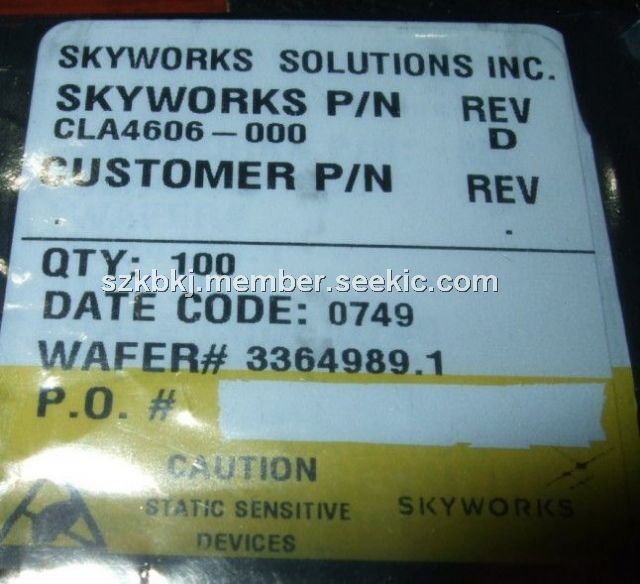 SKYWORKS SOLUTIONS INC.
SKYWORKS P/N REV
CLA4606-000 D
CUSTOMER P/N REV
. .
QTY: 100
szkbkj.member.seekic.com
DATE CODE: 0749
WAFER# 3364989.1
P.O. #
CAUTION
STATIC SENSITIVE SKYWORKS
DEVICES